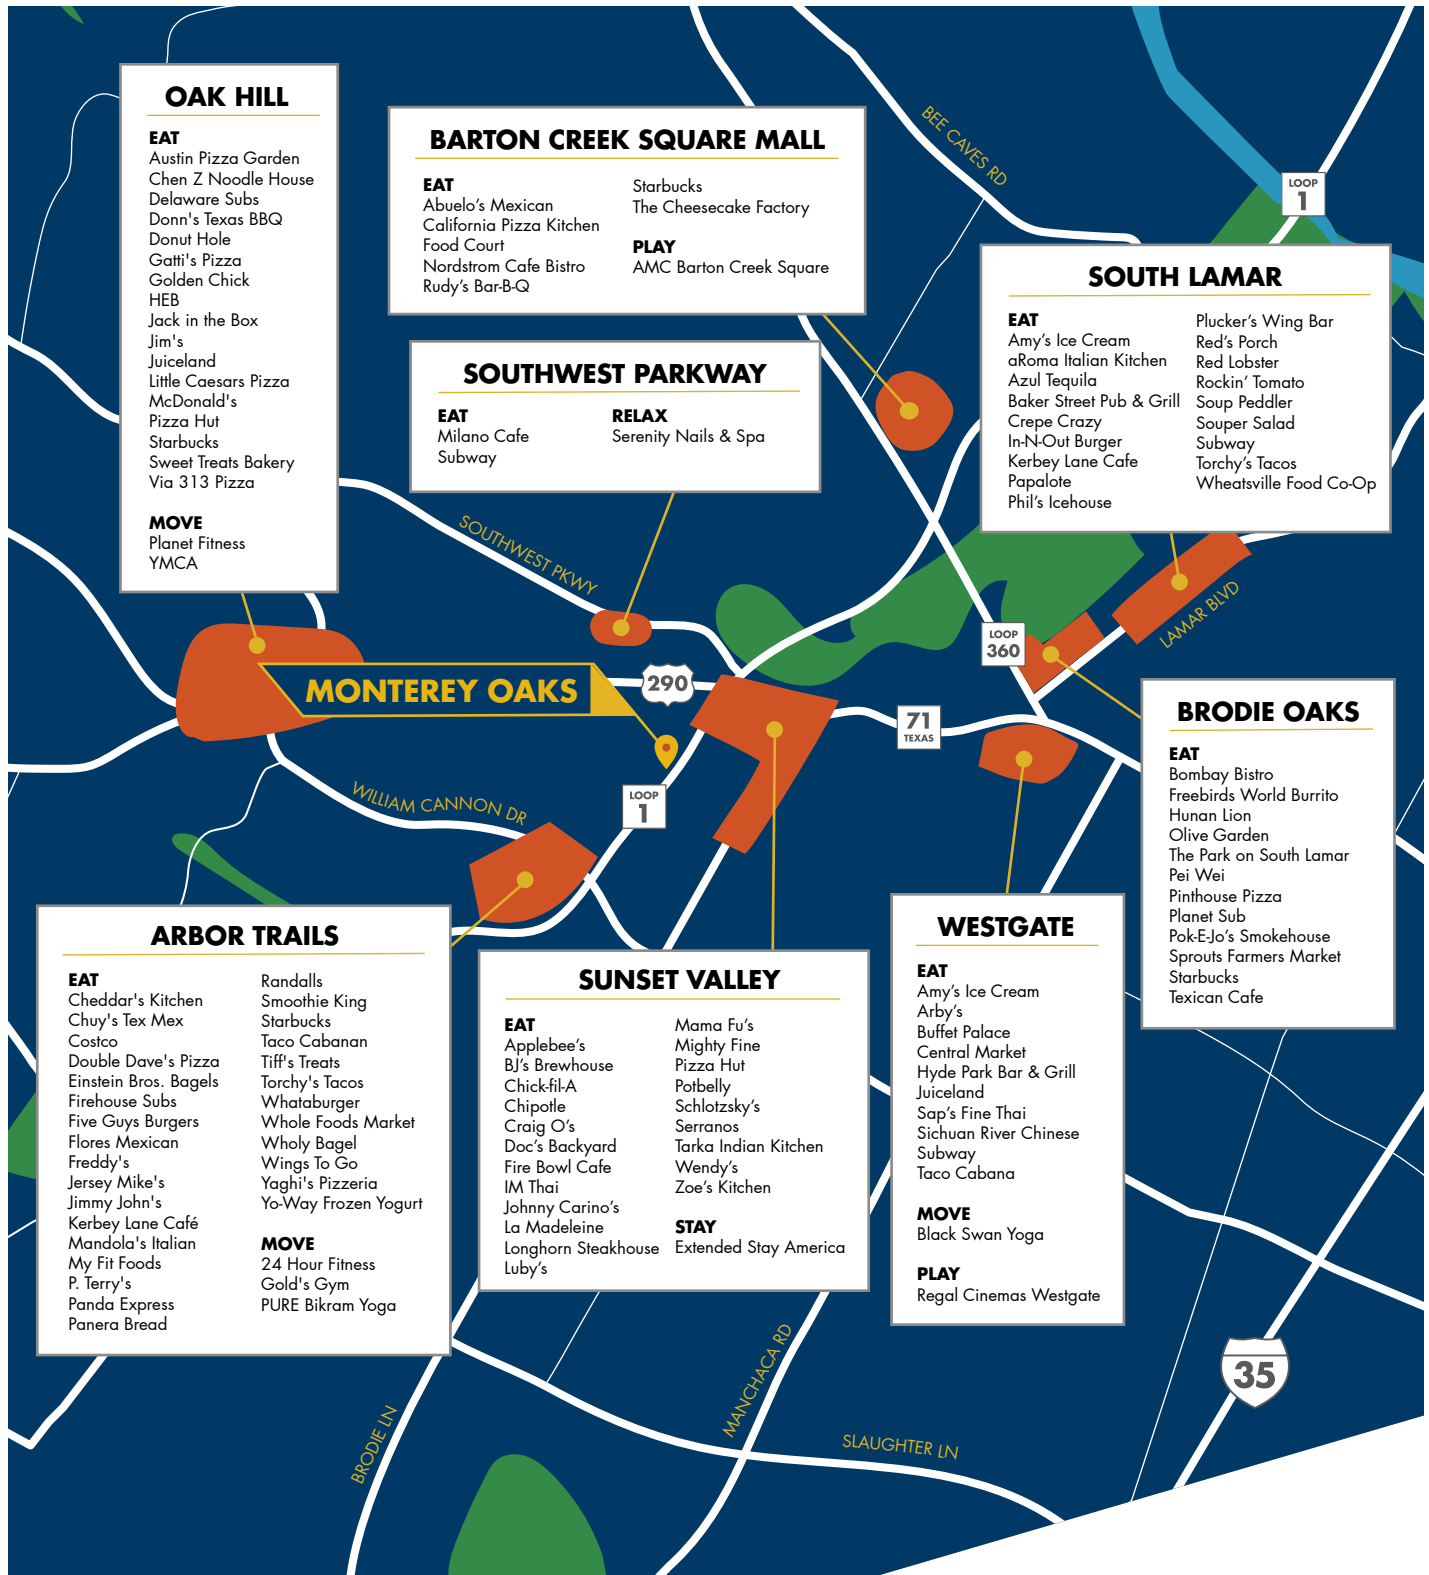 OAK HILL
EAT
Austin Pizza Garden
Chen Z Noodle House
Delaware Subs
Donn's Texas BBQ
Donut Hole
Gatti's Pizza
Golden Chick
HEB
Jack in the Box
Jim's
Juiceland
Little Caesars Pizza
McDonald's
Pizza Hut
Starbucks
Sweet Treats Bakery
Via 313 Pizza
MOVE
Planet Fitness
YMCA
BARTON CREEK SQUARE MALL
EAT
Abuelo's Mexican
California Pizza Kitchen
Food Court
Nordstrom Cafe Bistro
Rudy's Bar-B-Q
Starbucks
The Cheesecake Factory
PLAY
AMC Barton Creek Square
BEE CAVES RD
LOOP
1
SOUTH LAMAR
EAT
Amy's Ice Cream
aRoma Italian Kitchen
Azul Tequila
Baker Street Pub & Grill
Crepe Crazy
In-N-Out Burger
Kerbey Lane Cafe
Papalote
Phil's Icehouse
Plucker's Wing Bar
Red's Porch
Red Lobster
Rockin' Tomato
Soup Peddler
Souper Salad
Subway
Torchy's Tacos
Wheatsville Food Co-Op
SOUTHWEST PARKWAY
EAT
Milano Cafe
Subway
RELAX
Serenity Nails & Spa
SOUTHWEST PKWY
LAMAR BLVD
LOOP
360
MONTEREY OAKS
290
71
TEXAS
LOOP
1
WILLIAM CANNON DR
BRODIE OAKS
EAT
Bombay Bistro
Freebirds World Burrito
Hunan Lion
Olive Garden
The Park on South Lamar
Pei Wei
Pinthouse Pizza
Planet Sub
Pok-E-Jo's Smokehouse
Sprouts Farmers Market
Starbucks
Texican Cafe
ARBOR TRAILS
EAT
Cheddar's Kitchen
Chuy's Tex Mex
Costco
Double Dave's Pizza
Einstein Bros. Bagels
Firehouse Subs
Five Guys Burgers
Flores Mexican
Freddy's
Jersey Mike's
Jimmy John's
Kerbey Lane Café
Mandola's Italian
My Fit Foods
P. Terry's
Panda Express
Panera Bread
Randalls
Smoothie King
Starbucks
Taco Cabanan
Tiff's Treats
Torchy's Tacos
Whataburger
Whole Foods Market
Wholy Bagel
Wings To Go
Yaghi's Pizzeria
Yo-Way Frozen Yogurt
MOVE
24 Hour Fitness
Gold's Gym
PURE Bikram Yoga
SUNSET VALLEY
EAT
Applebee's
BJ's Brewhouse
Chick-fil-A
Chipotle
Craig O's
Doc's Backyard
Fire Bowl Cafe
IM Thai
Johnny Carino's
La Madeleine
Longhorn Steakhouse
Luby's
Mama Fu's
Mighty Fine
Pizza Hut
Potbelly
Schlotzsky's
Serranos
Tarka Indian Kitchen
Wendy's
Zoe's Kitchen
STAY
Extended Stay America
WESTGATE
EAT
Amy's Ice Cream
Arby's
Buffet Palace
Central Market
Hyde Park Bar & Grill
Juiceland
Sap's Fine Thai
Sichuan River Chinese
Subway
Taco Cabana
MOVE
Black Swan Yoga
PLAY
Regal Cinemas Westgate
35
BRODIE LN
MANCHACA RD
SLAUGHTER LN